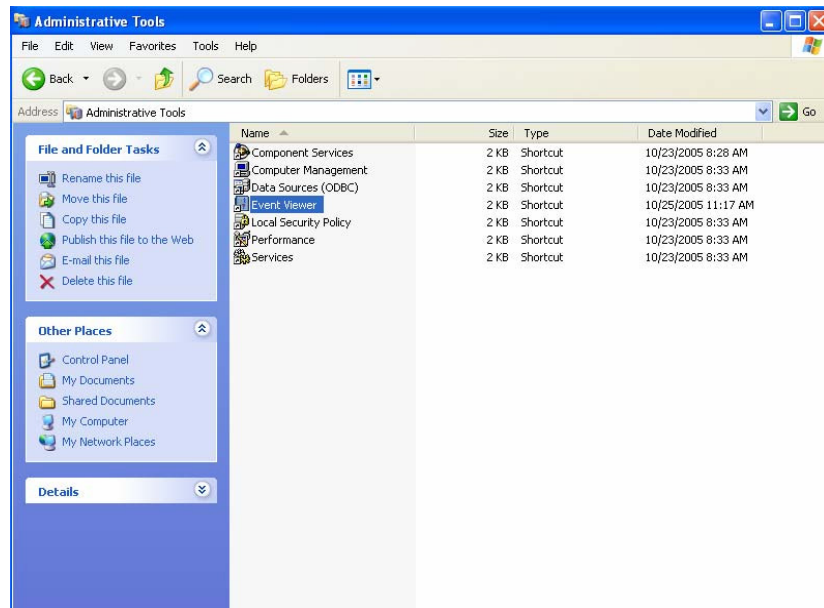 Administrative Tools
File Edit View Favorites Tools Help
Back Search Folders
Address Administrative Tools Go
File and Folder Tasks
Rename this file
Move this file
Copy this file
Publish this file to the Web
E-mail this file
Delete this file
Other Places
Control Panel
My Documents
Shared Documents
My Computer
My Network Places
Details
Name Size Type Date Modified
Component Services 2 KB Shortcut 10/23/2005 8:28 AM
Computer Management 2 KB Shortcut 10/23/2005 8:33 AM
Data Sources (ODBC) 2 KB Shortcut 10/23/2005 8:33 AM
Event Viewer 2 KB Shortcut 10/25/2005 11:17 AM
Local Security Policy 2 KB Shortcut 10/23/2005 8:33 AM
Performance 2 KB Shortcut 10/23/2005 8:33 AM
Services 2 KB Shortcut 10/23/2005 8:33 AM